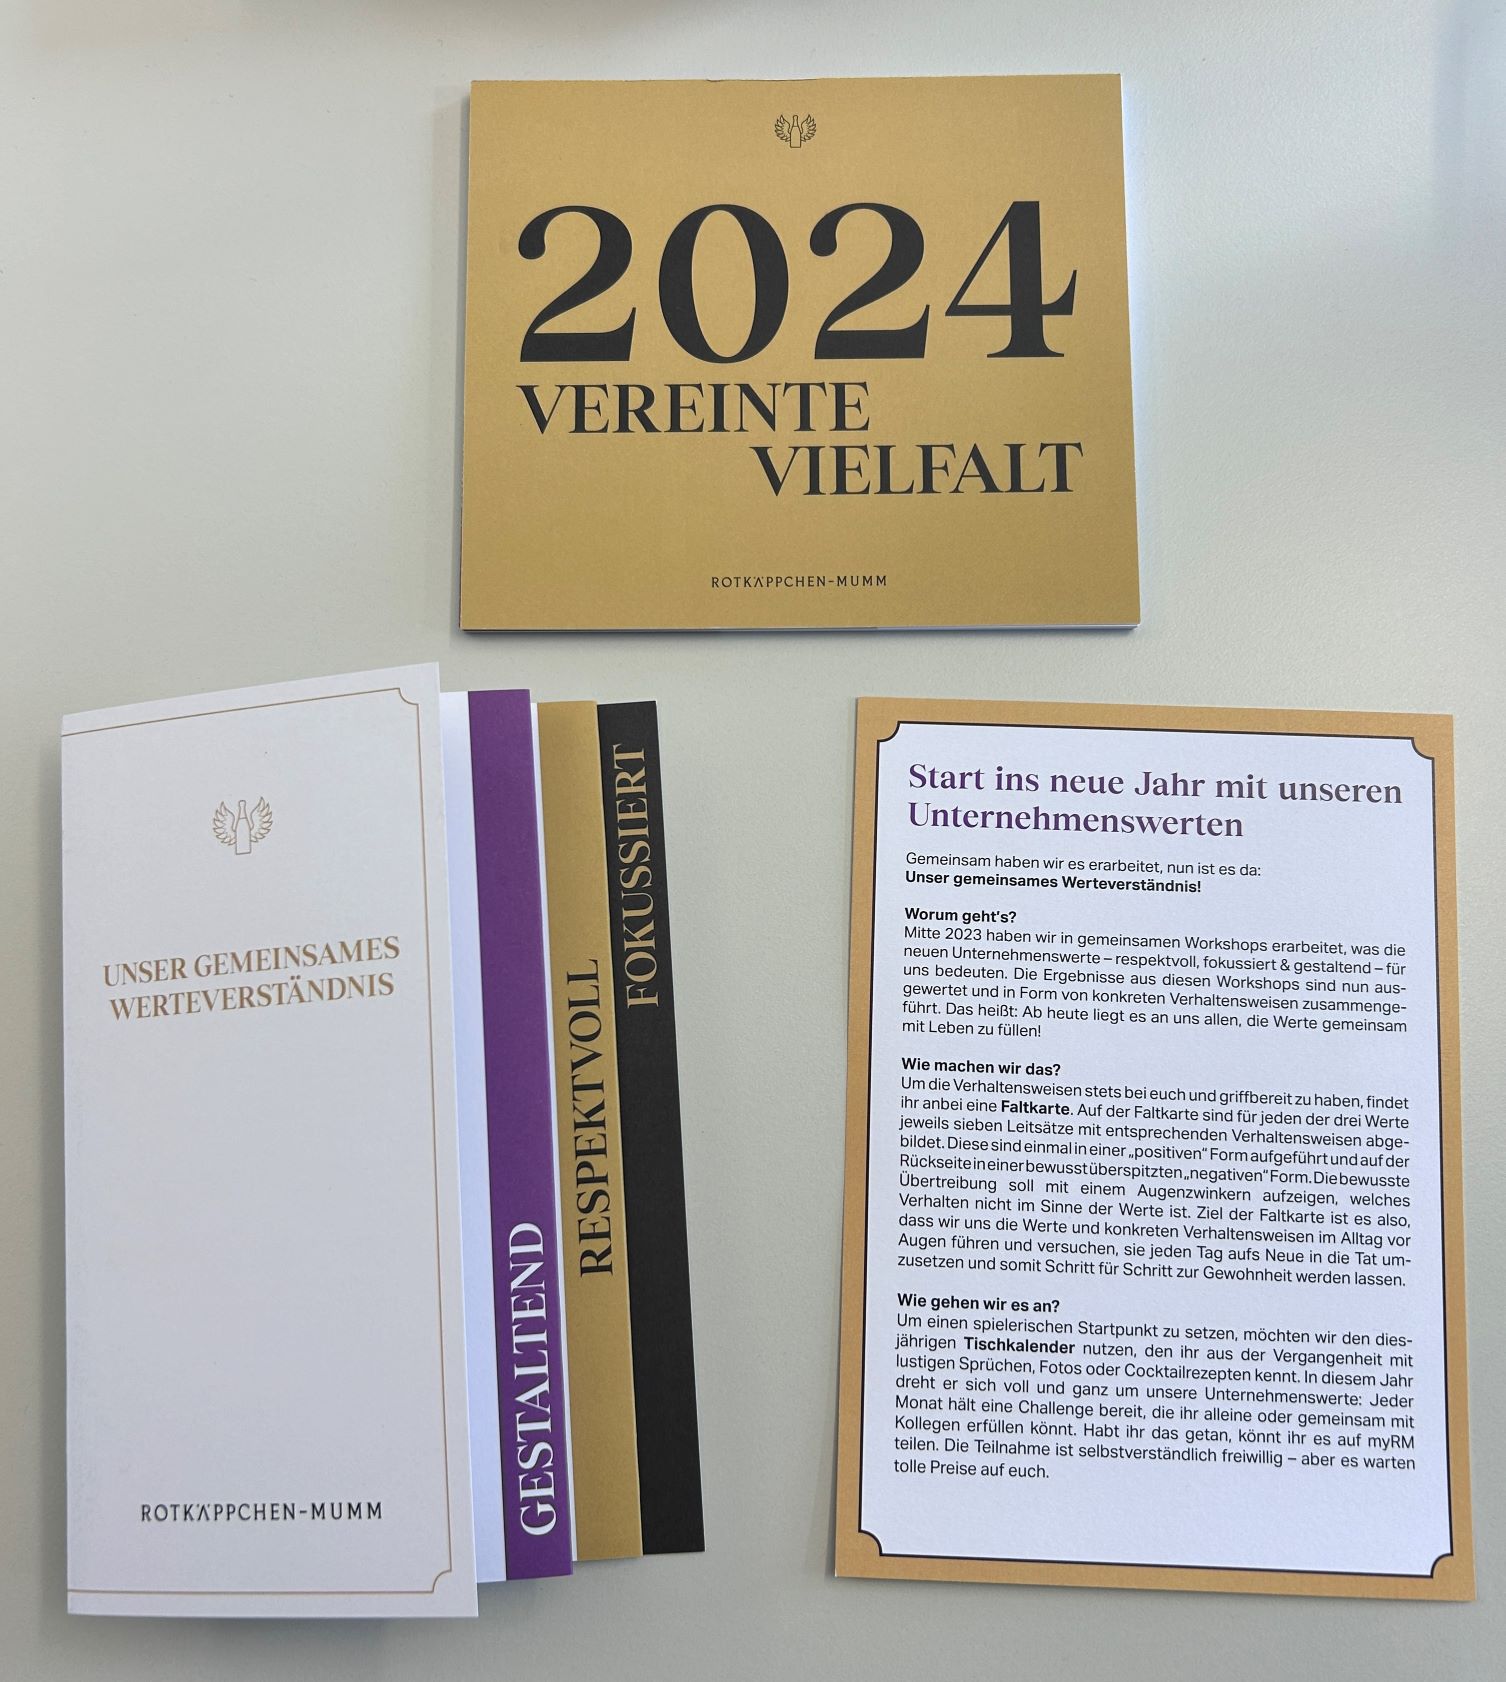 2024
VEREINTE
VIELFALT
ROTKÄPPCHEN-MUMM
UNSER GEMEINSAMES
WERTEVERSTÄNDNIS
ROTKÄPPCHEN-MUMM
GESTALTEND
RESPEKTVOLL
FOKUSSIERT
Start ins neue Jahr mit unseren
Unternehmenswerten
Gemeinsam haben wir es erarbeitet, nun ist es da:
Unser gemeinsames Werteverständnis!
Worum geht's?
Mitte 2023 haben wir in gemeinsamen Workshops erarbeitet, was die
neuen Unternehmenswerte – respektvoll, fokussiert & gestaltend – für
uns bedeuten. Die Ergebnisse aus diesen Workshops sind nun aus-
gewertet und in Form von konkreten Verhaltensweisen zusammenge-
führt. Das heißt: Ab heute liegt es an uns allen, die Werte gemeinsam
mit Leben zu füllen!
Wie machen wir das?
Um die Verhaltensweisen stets bei euch und griffbereit zu haben, findet
ihr anbei eine Faltkarte. Auf der Faltkarte sind für jeden der drei Werte
jeweils sieben Leitsätze mit entsprechenden Verhaltensweisen abge-
bildet. Diese sind einmal in einer „positiven“ Form aufgeführt und auf der
Rückseite in einer bewusst überspitzten „negativen“ Form. Die bewusste
Übertreibung soll mit einem Augenzwinkern aufzeigen, welches
Verhalten nicht im Sinne der Werte ist. Ziel der Faltkarte ist es also,
dass wir uns die Werte und konkreten Verhaltensweisen im Alltag vor
Augen führen und versuchen, sie jeden Tag aufs Neue in die Tat um-
zusetzen und somit Schritt für Schritt zur Gewohnheit werden lassen.
Wie gehen wir es an?
Um einen spielerischen Startpunkt zu setzen, möchten wir den dies-
jährigen Tischkalender nutzen, den ihr aus der Vergangenheit mit
lustigen Sprüchen, Fotos oder Cocktailrezepten kennt. In diesem Jahr
dreht er sich voll und ganz um unsere Unternehmenswerte: Jeder
Monat hält eine Challenge bereit, die ihr alleine oder gemeinsam mit
Kollegen erfüllen könnt. Habt ihr das getan, könnt ihr es auf myRM
teilen. Die Teilnahme ist selbstverständlich freiwillig – aber es warten
tolle Preise auf euch.